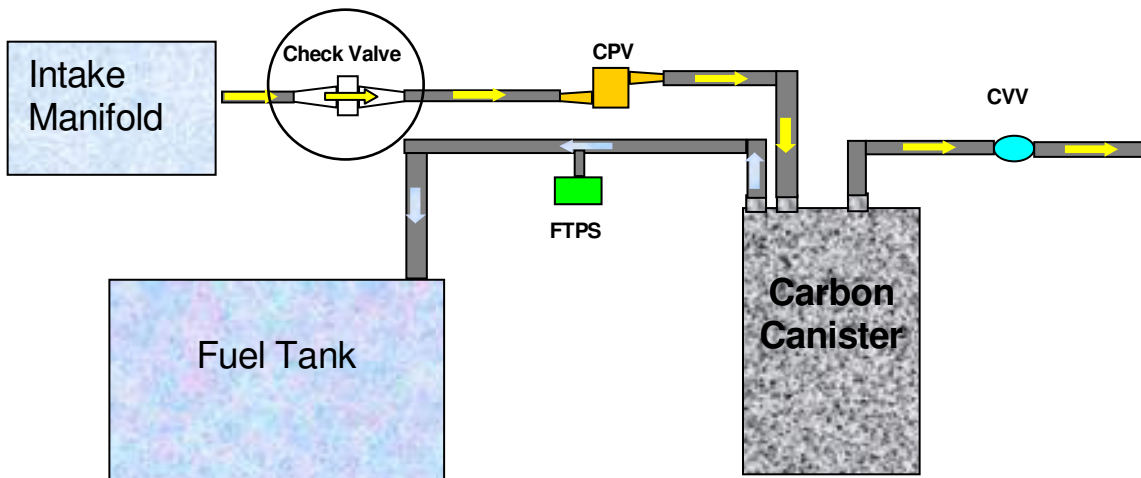 Check Valve
CPV
Intake
Manifold
CVV
FTPS
Carbon
Canister
Fuel Tank